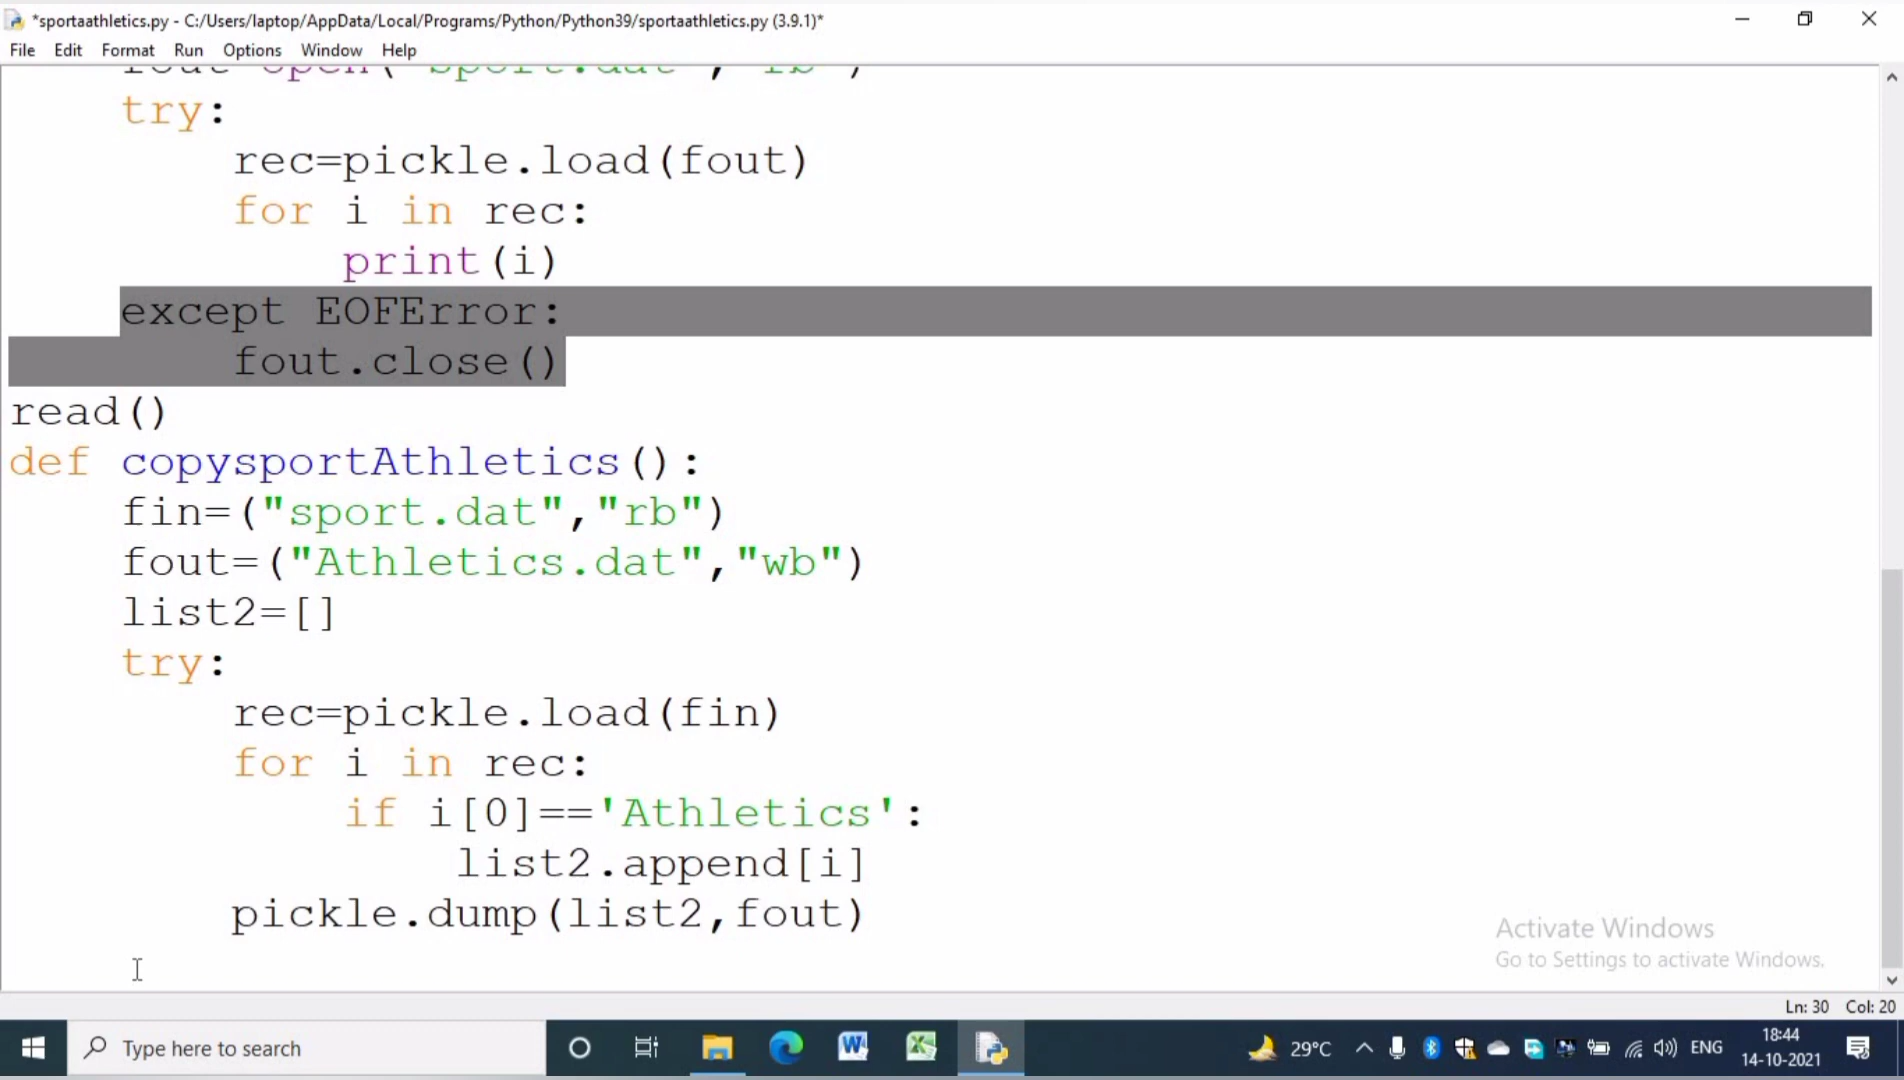 *sportaathletics.py - C:/Users/laptop/AppData/Local/Programs/Python/Python39/sportaathletics.py (3.9.1)*
File Edit Format Run Options Window Help
open("sport.dat","rb")
try:
rec=pickle.load(fout)
for i in rec:
print(i)
except EOFError:
fout.close()
read()
def copysportAthletics():
fin=("sport.dat","rb")
fout=("Athletics.dat","wb")
list2=[]
try:
rec=pickle.load(fin)
for i in rec:
if i[0]=='Athletics':
list2.append[i]
pickle.dump(list2,fout)
Activate Windows
Go to Settings to activate Windows.
Ln: 30 Col: 20
Type here to search
29°C
ENG
18:44
14-10-2021